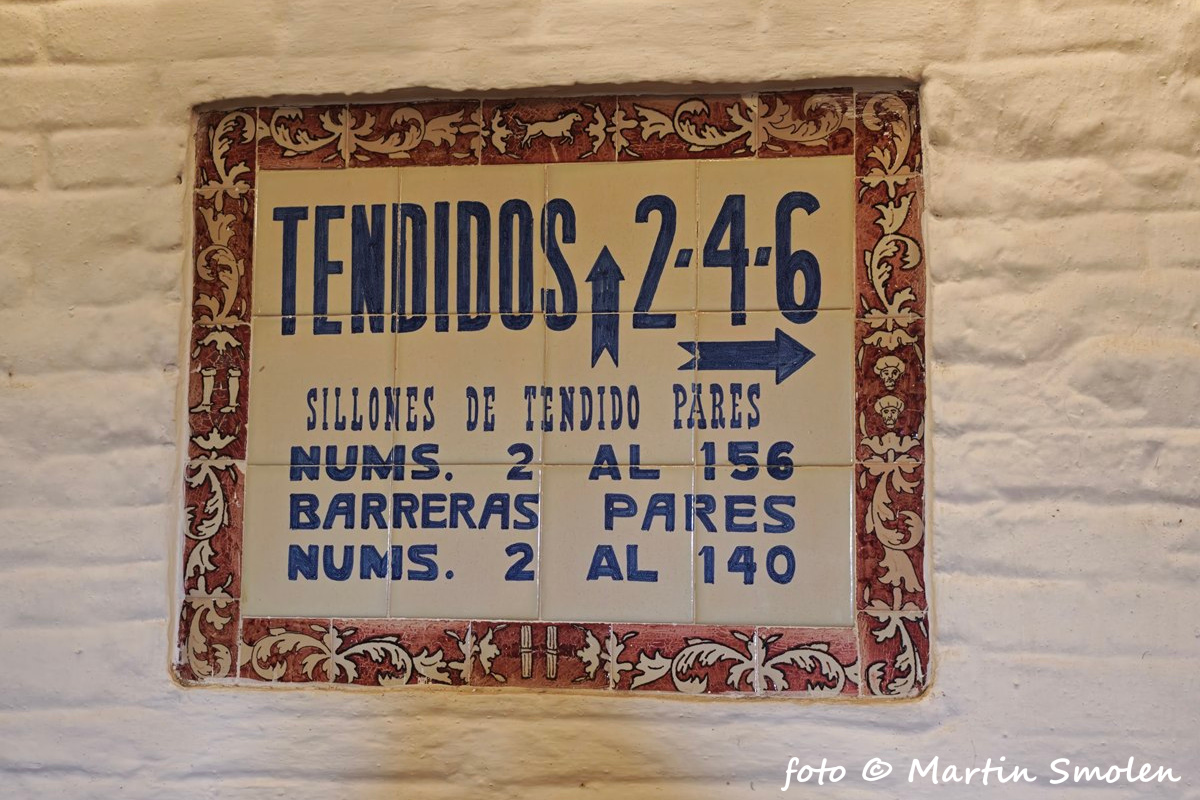 TENDIDOS 2-4-6
SILLONES DE TENDIDO PARES
NUMS. 2 AL 156
BARRERAS PARES
NUMS. 2 AL 140
foto © Martin Smolen